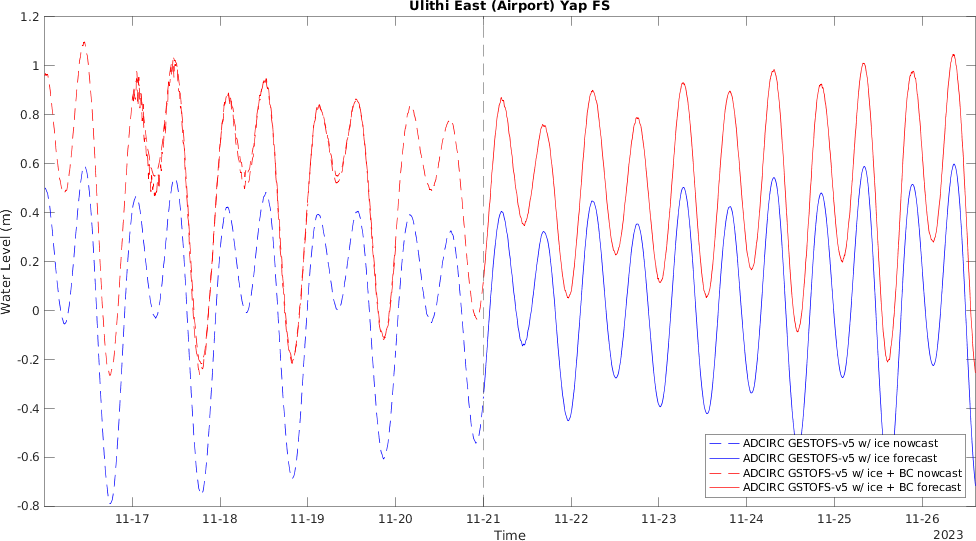 Ulithi East (Airport) Yap FS
1.2
1
0.8
0.6
0.4
0.2
0
-0.2
-0.4
-0.6
-0.8
Water Level (m)
ADCIRC GESTOFS-v5 w/ ice nowcast
ADCIRC GESTOFS-v5 w/ ice forecast
ADCIRC GSTOFS-v5 w/ ice + BC nowcast
ADCIRC GSTOFS-v5 w/ ice + BC forecast
11-17 11-18 11-19 11-20 11-21 11-22 11-23 11-24 11-25 11-26
Time
2023